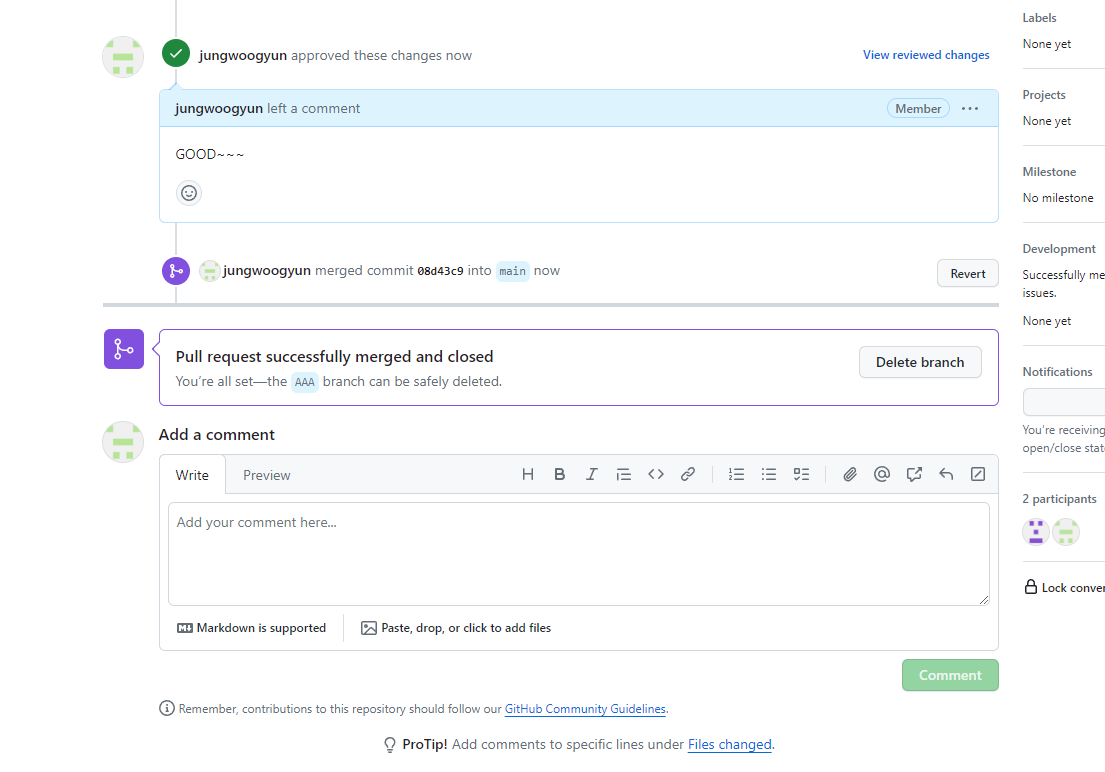 jungwoogyun approved these changes now
View reviewed changes
jungwoogyun left a comment
Member
GOOD~~~
jungwoogyun merged commit 08d43c9 into main now
Revert
Pull request successfully merged and closed
You're all set—the AAA branch can be safely deleted.
Delete branch
Add a comment
Write
Preview
Add your comment here...
Markdown is supported
Paste, drop, or click to add files
Comment
Remember, contributions to this repository should follow our GitHub Community Guidelines.
ProTip! Add comments to specific lines under Files changed.
Labels
None yet
Projects
None yet
Milestone
No milestone
Development
Successfully me
issues.
None yet
Notifications
You're receiving
open/close stat
2 participants
Lock conver